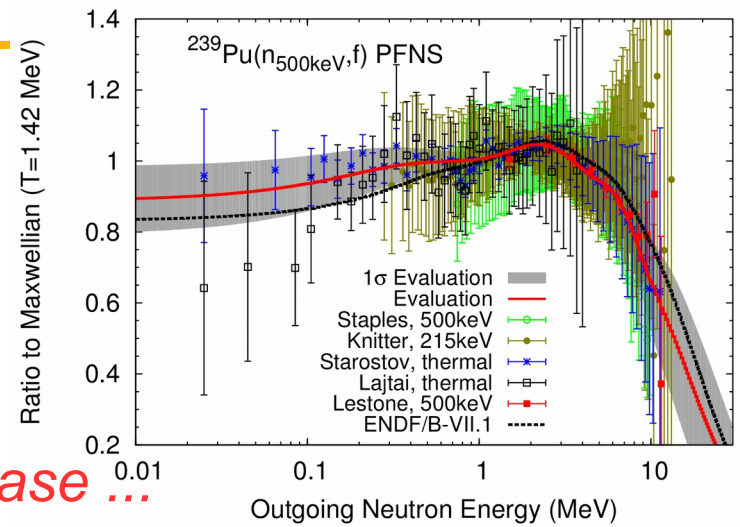 1.4
1.2
1
0.8
0.6
0.4
0.2
Ratio to Maxwellian (T=1.42 MeV)
²³⁹Pu(n₅₀₀ₖₑᵥ,f) PFNS
1σ Evaluation
Evaluation
Staples, 500keV
Knitter, 215keV
Starostov, thermal
Lajtai, thermal
Lestone, 500keV
ENDF/B-VII.1
0.01 0.1 1 10
ase ...
Outgoing Neutron Energy (MeV)